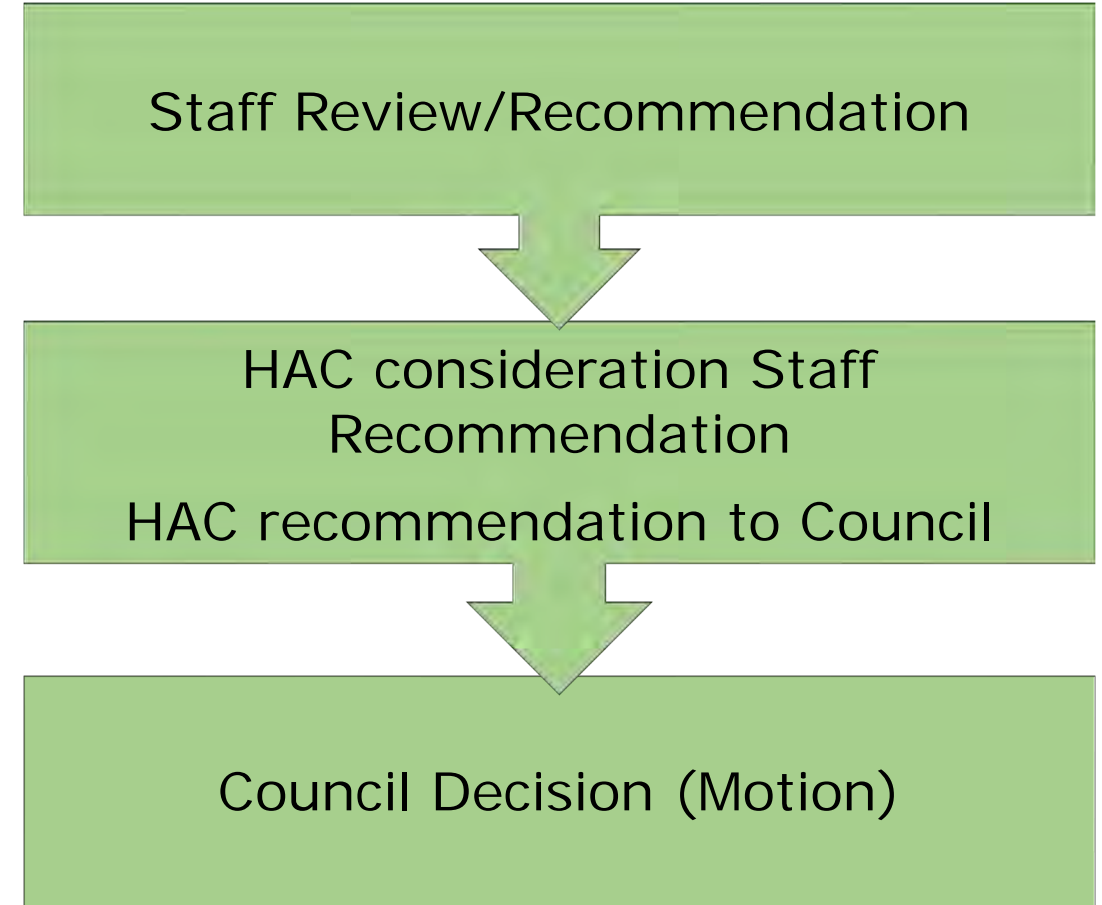 Staff Review/Recommendation
HAC consideration Staff
Recommendation
HAC recommendation to Council
Council Decision (Motion)